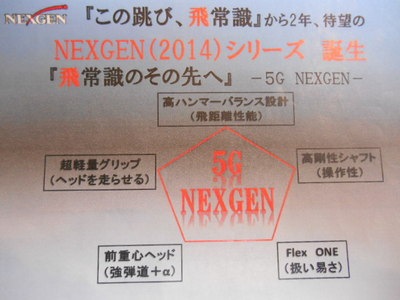 NEXGEN
『この跳び、飛常識』から2年、待望の
NEXGEN(2014)シリーズ 誕生
『飛常識のその先へ』 －5G NEXGEN－
高ハンマーバランス設計
(飛距離性能)
超軽量グリップ
(ヘッドを走らせる)
5G
NEXGEN
高剛性シャフト
(操作性)
前重心ヘッド
(強弾道＋α)
Flex ONE
(扱い易さ)